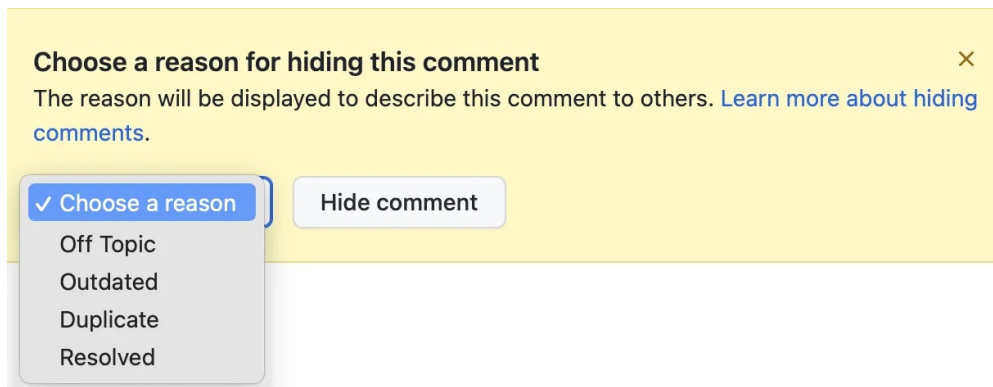 Choose a reason for hiding this comment
The reason will be displayed to describe this comment to others. Learn more about hiding
comments.
✓ Choose a reason
Hide comment
Off Topic
Outdated
Duplicate
Resolved